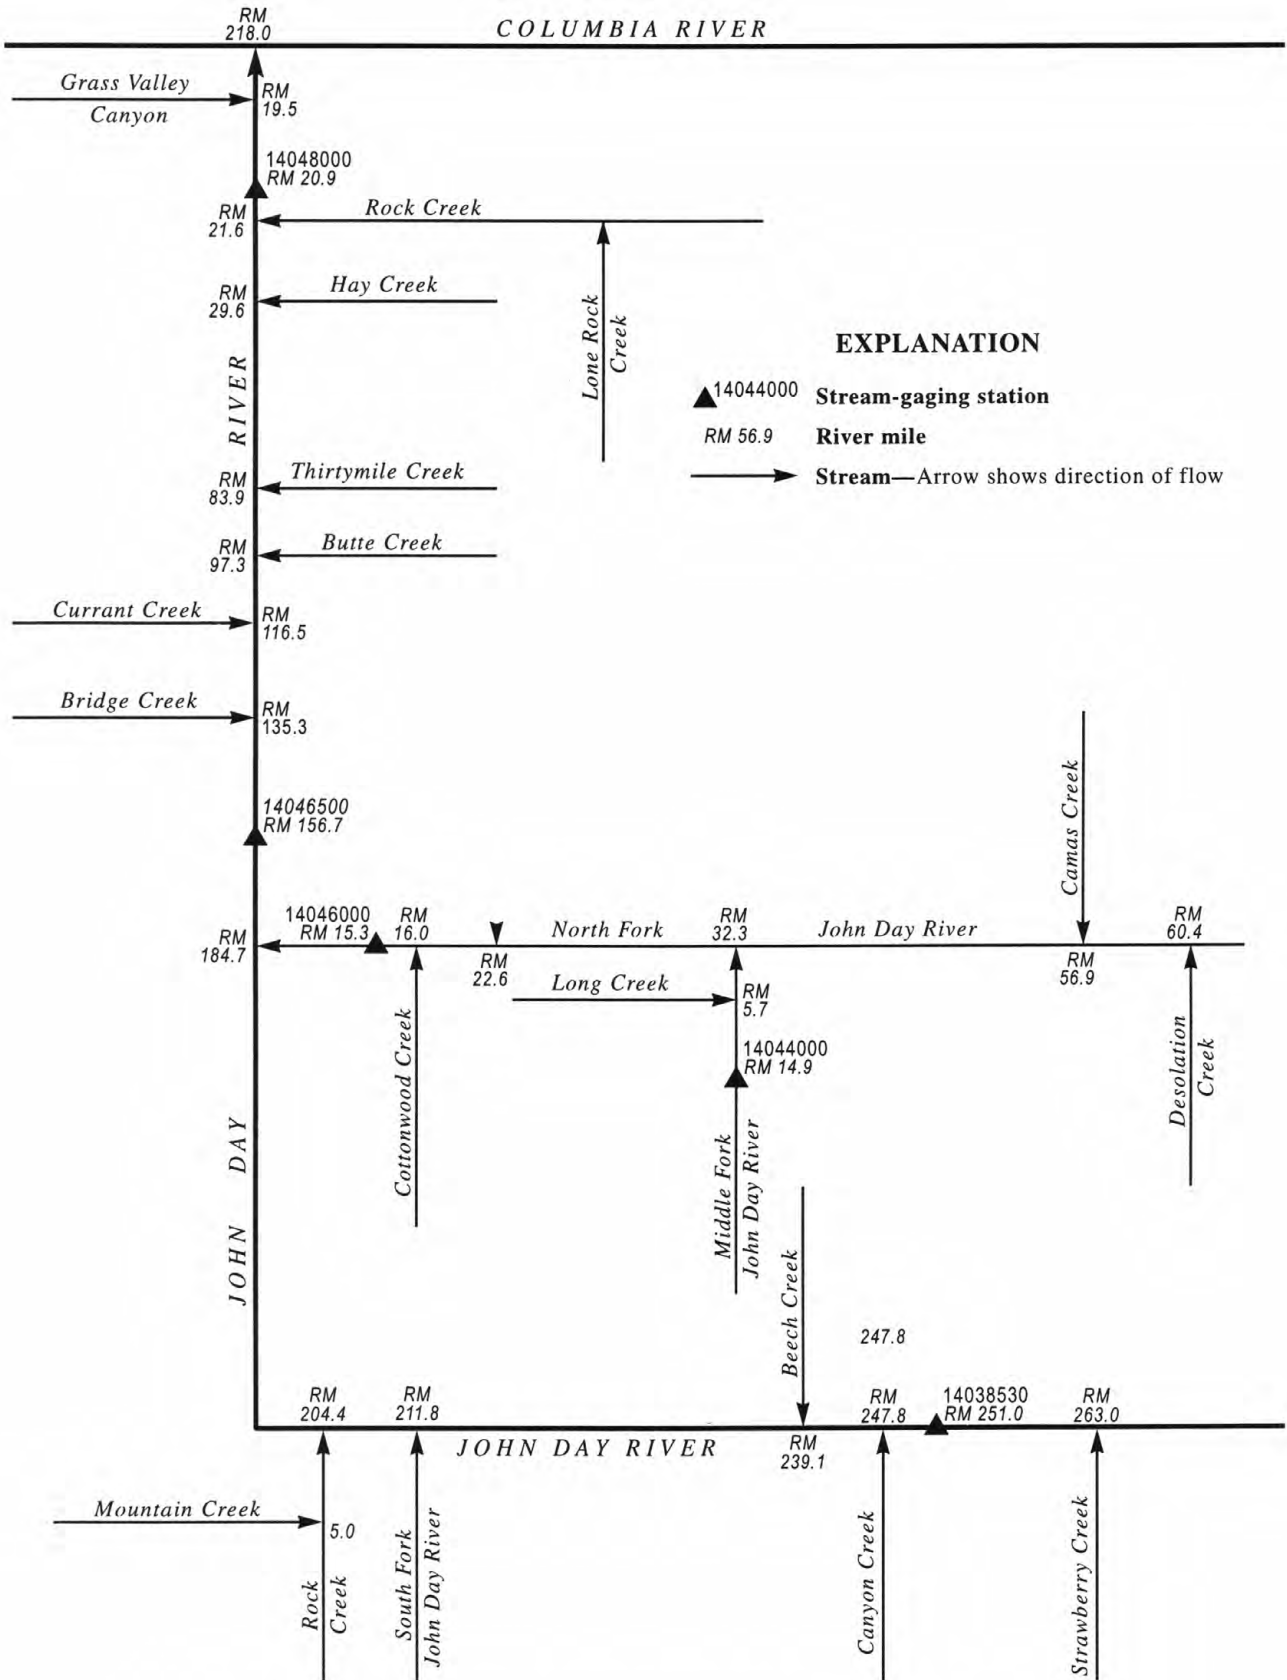 RM
218.0
COLUMBIA RIVER
Grass Valley
Canyon
RM
19.5
14048000
RM 20.9
RM
21.6
Rock Creek
RM
29.6
Hay Creek
Lone Rock
Creek
EXPLANATION
14044000 Stream-gaging station
RM 56.9 River mile
Stream—Arrow shows direction of flow
RIVER
RM
83.9
Thirtymile Creek
RM
97.3
Butte Creek
Currant Creek
RM
116.5
Bridge Creek
RM
135.3
14046500
RM 156.7
Camas Creek
RM
184.7
14046000
RM 15.3
RM
16.0
RM
22.6
North Fork
RM
32.3
John Day River
RM
56.9
RM
60.4
Long Creek
RM
5.7
Cottonwood Creek
14044000
RM 14.9
Desolation
Creek
Middle Fork
John Day River
JOHN DAY
Beech Creek
247.8
RM
204.4
RM
211.8
RM
247.8
14038530
RM 251.0
RM
263.0
JOHN DAY RIVER
RM
239.1
Mountain Creek
5.0
Rock
Creek
South Fork
John Day River
Canyon Creek
Strawberry Creek